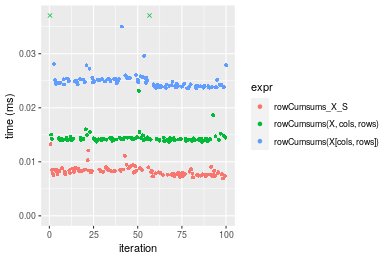 0.03
0.02
0.01
0.00
time (ms)
0
25
50
75
100
iteration
expr
rowCumsums_X_S
rowCumsums(X, cols, rows)
rowCumsums(X[cols, rows])